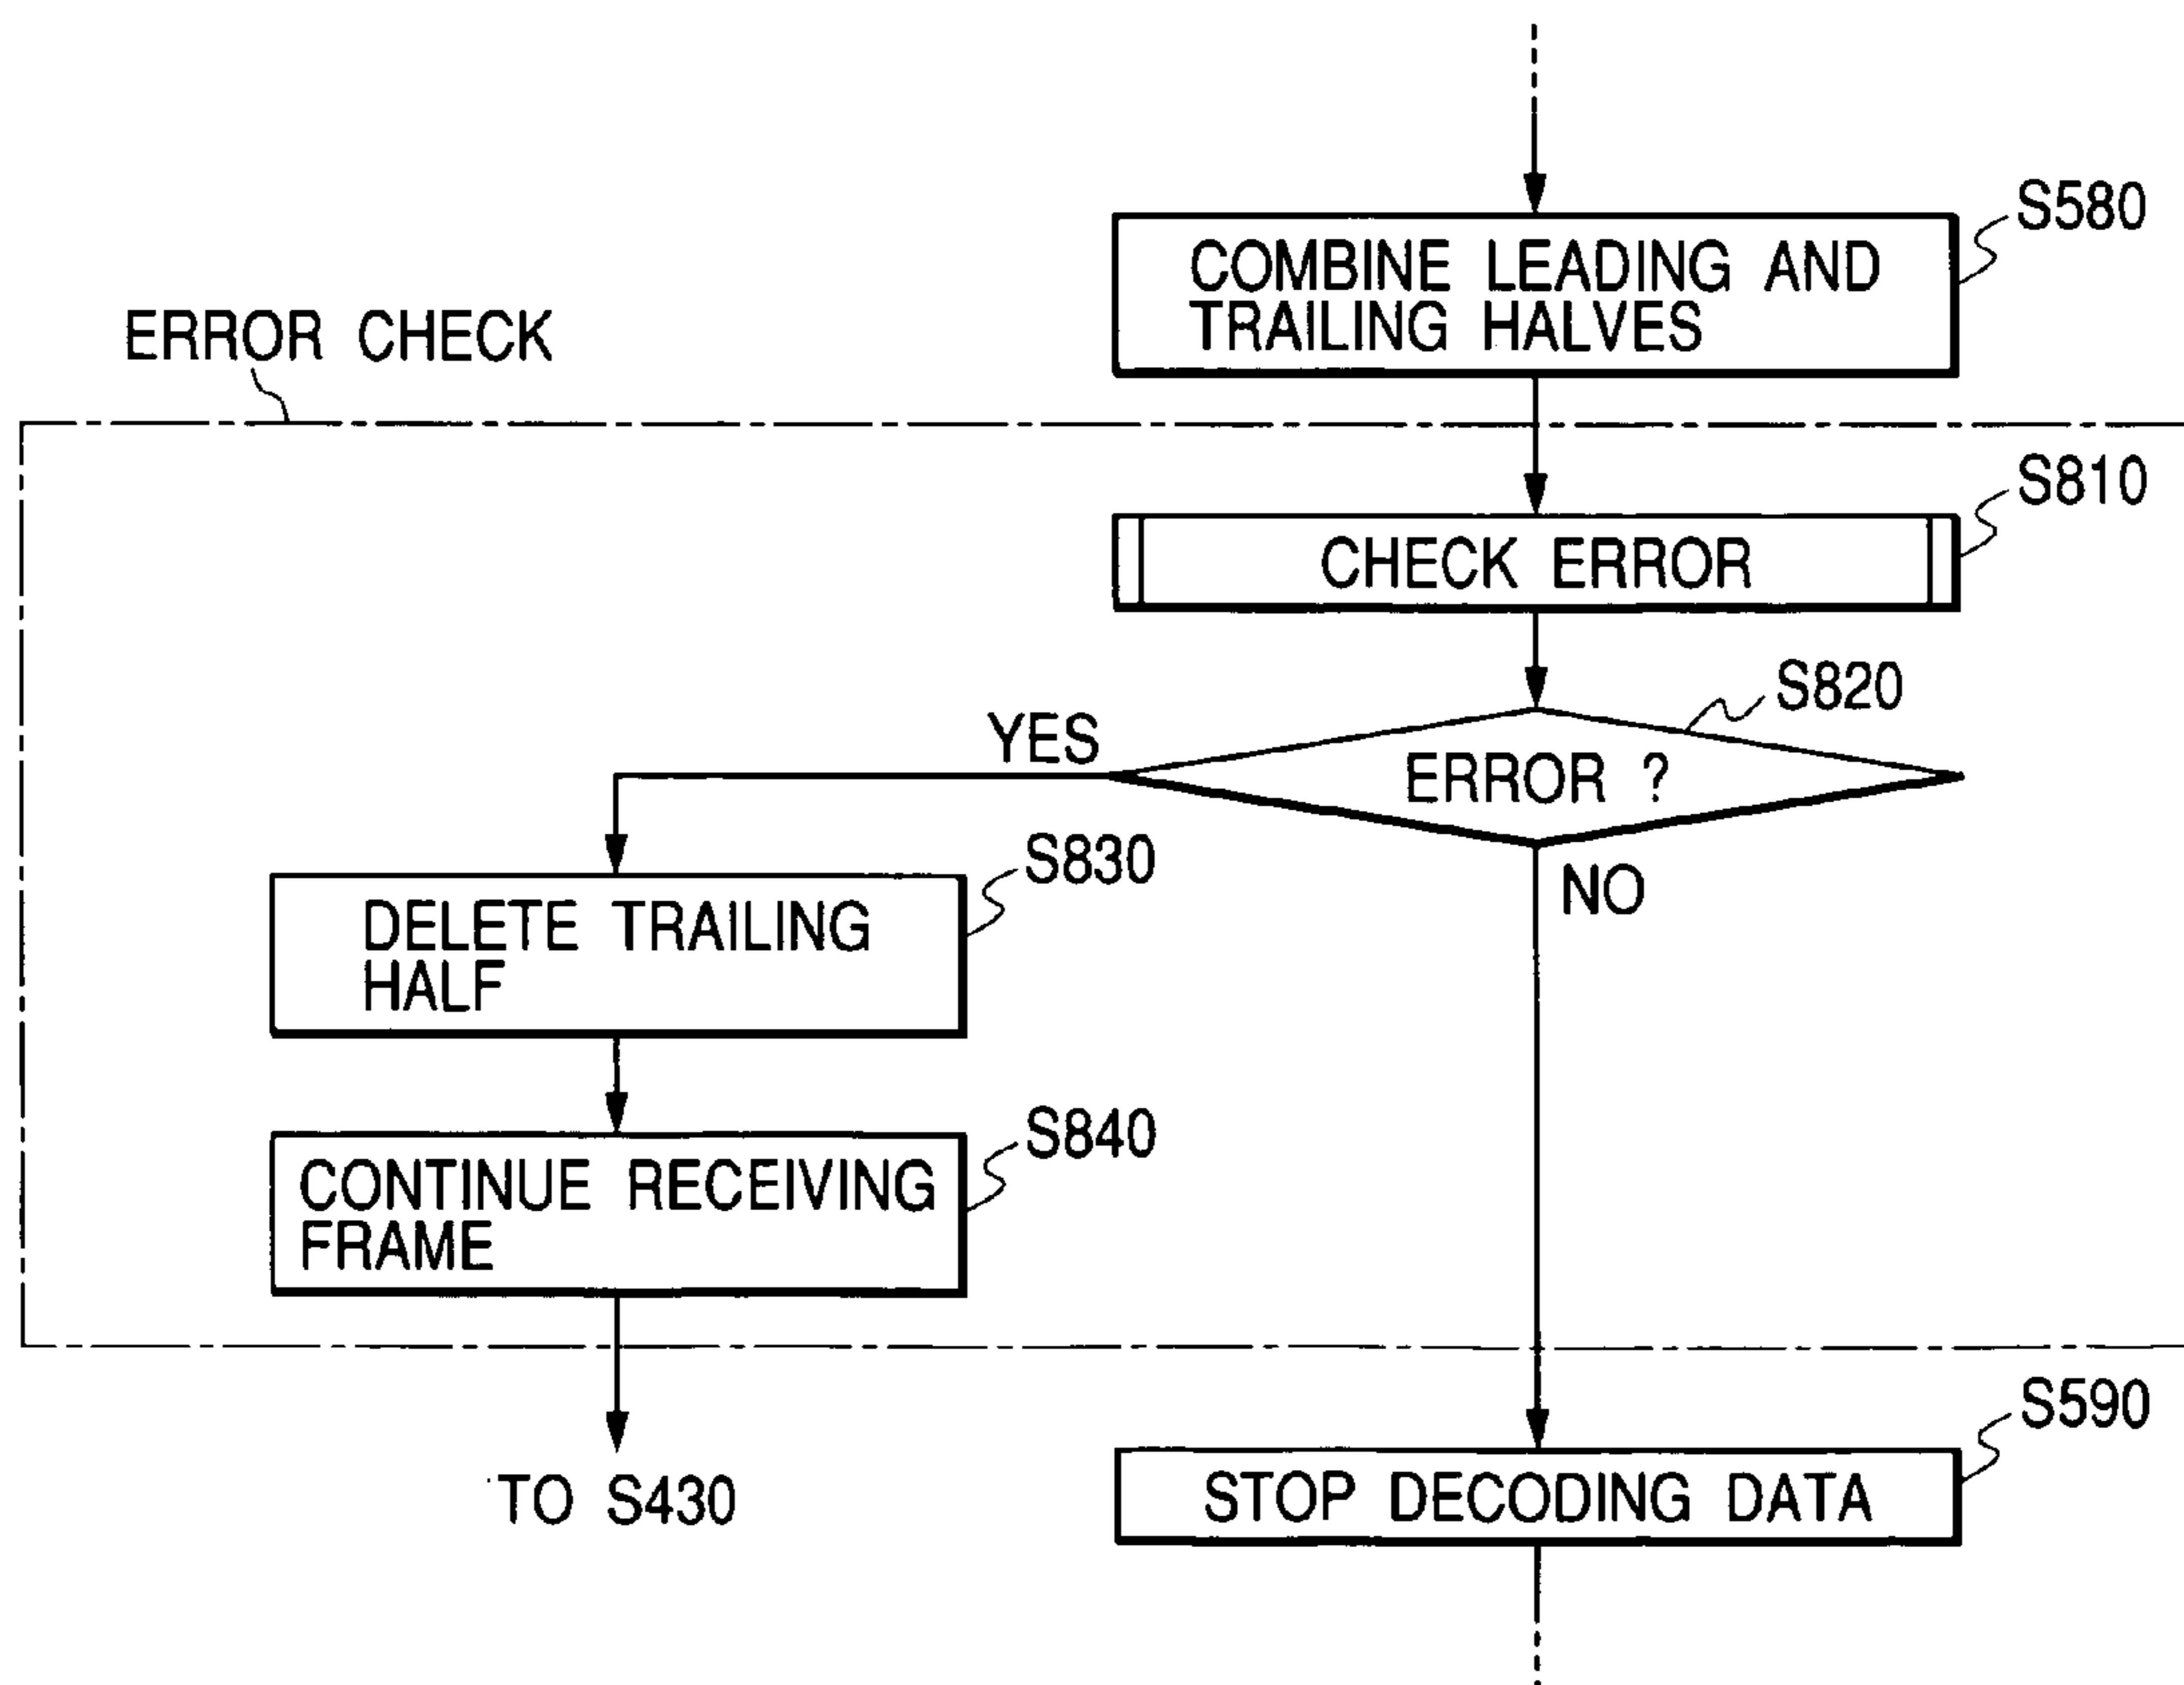 S580
COMBINE LEADING AND
TRAILING HALVES
ERROR CHECK
S810
CHECK ERROR
S820
YES
ERROR ?
NO
S830
DELETE TRAILING
HALF
S840
CONTINUE RECEIVING
FRAME
TO S430
S590
STOP DECODING DATA